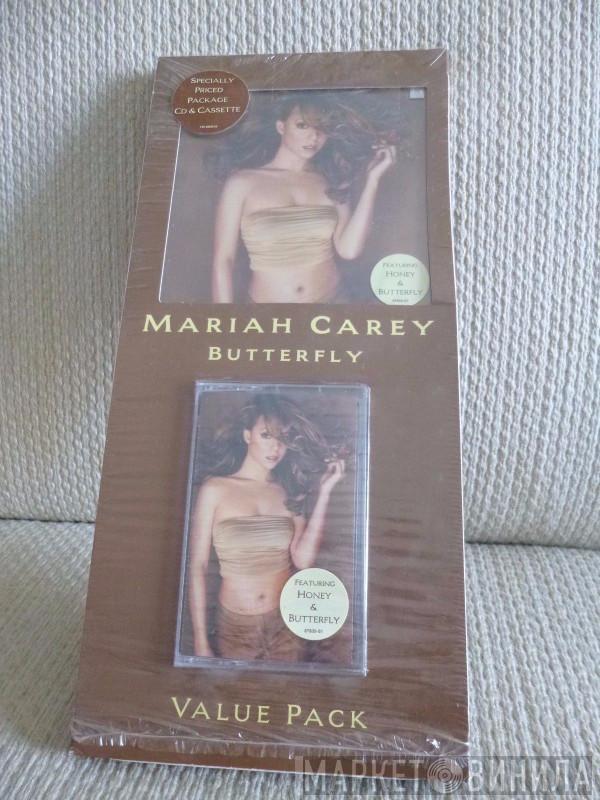 SPECIALLY
PRICED
PACKAGE
CD & CASSETTE
FEATURING
HONEY
&
BUTTERFLY
MARIAH CAREY
BUTTERFLY
FEATURING
HONEY
&
BUTTERFLY
VALUE PACK
МАРКЕТ ВИНИЛА